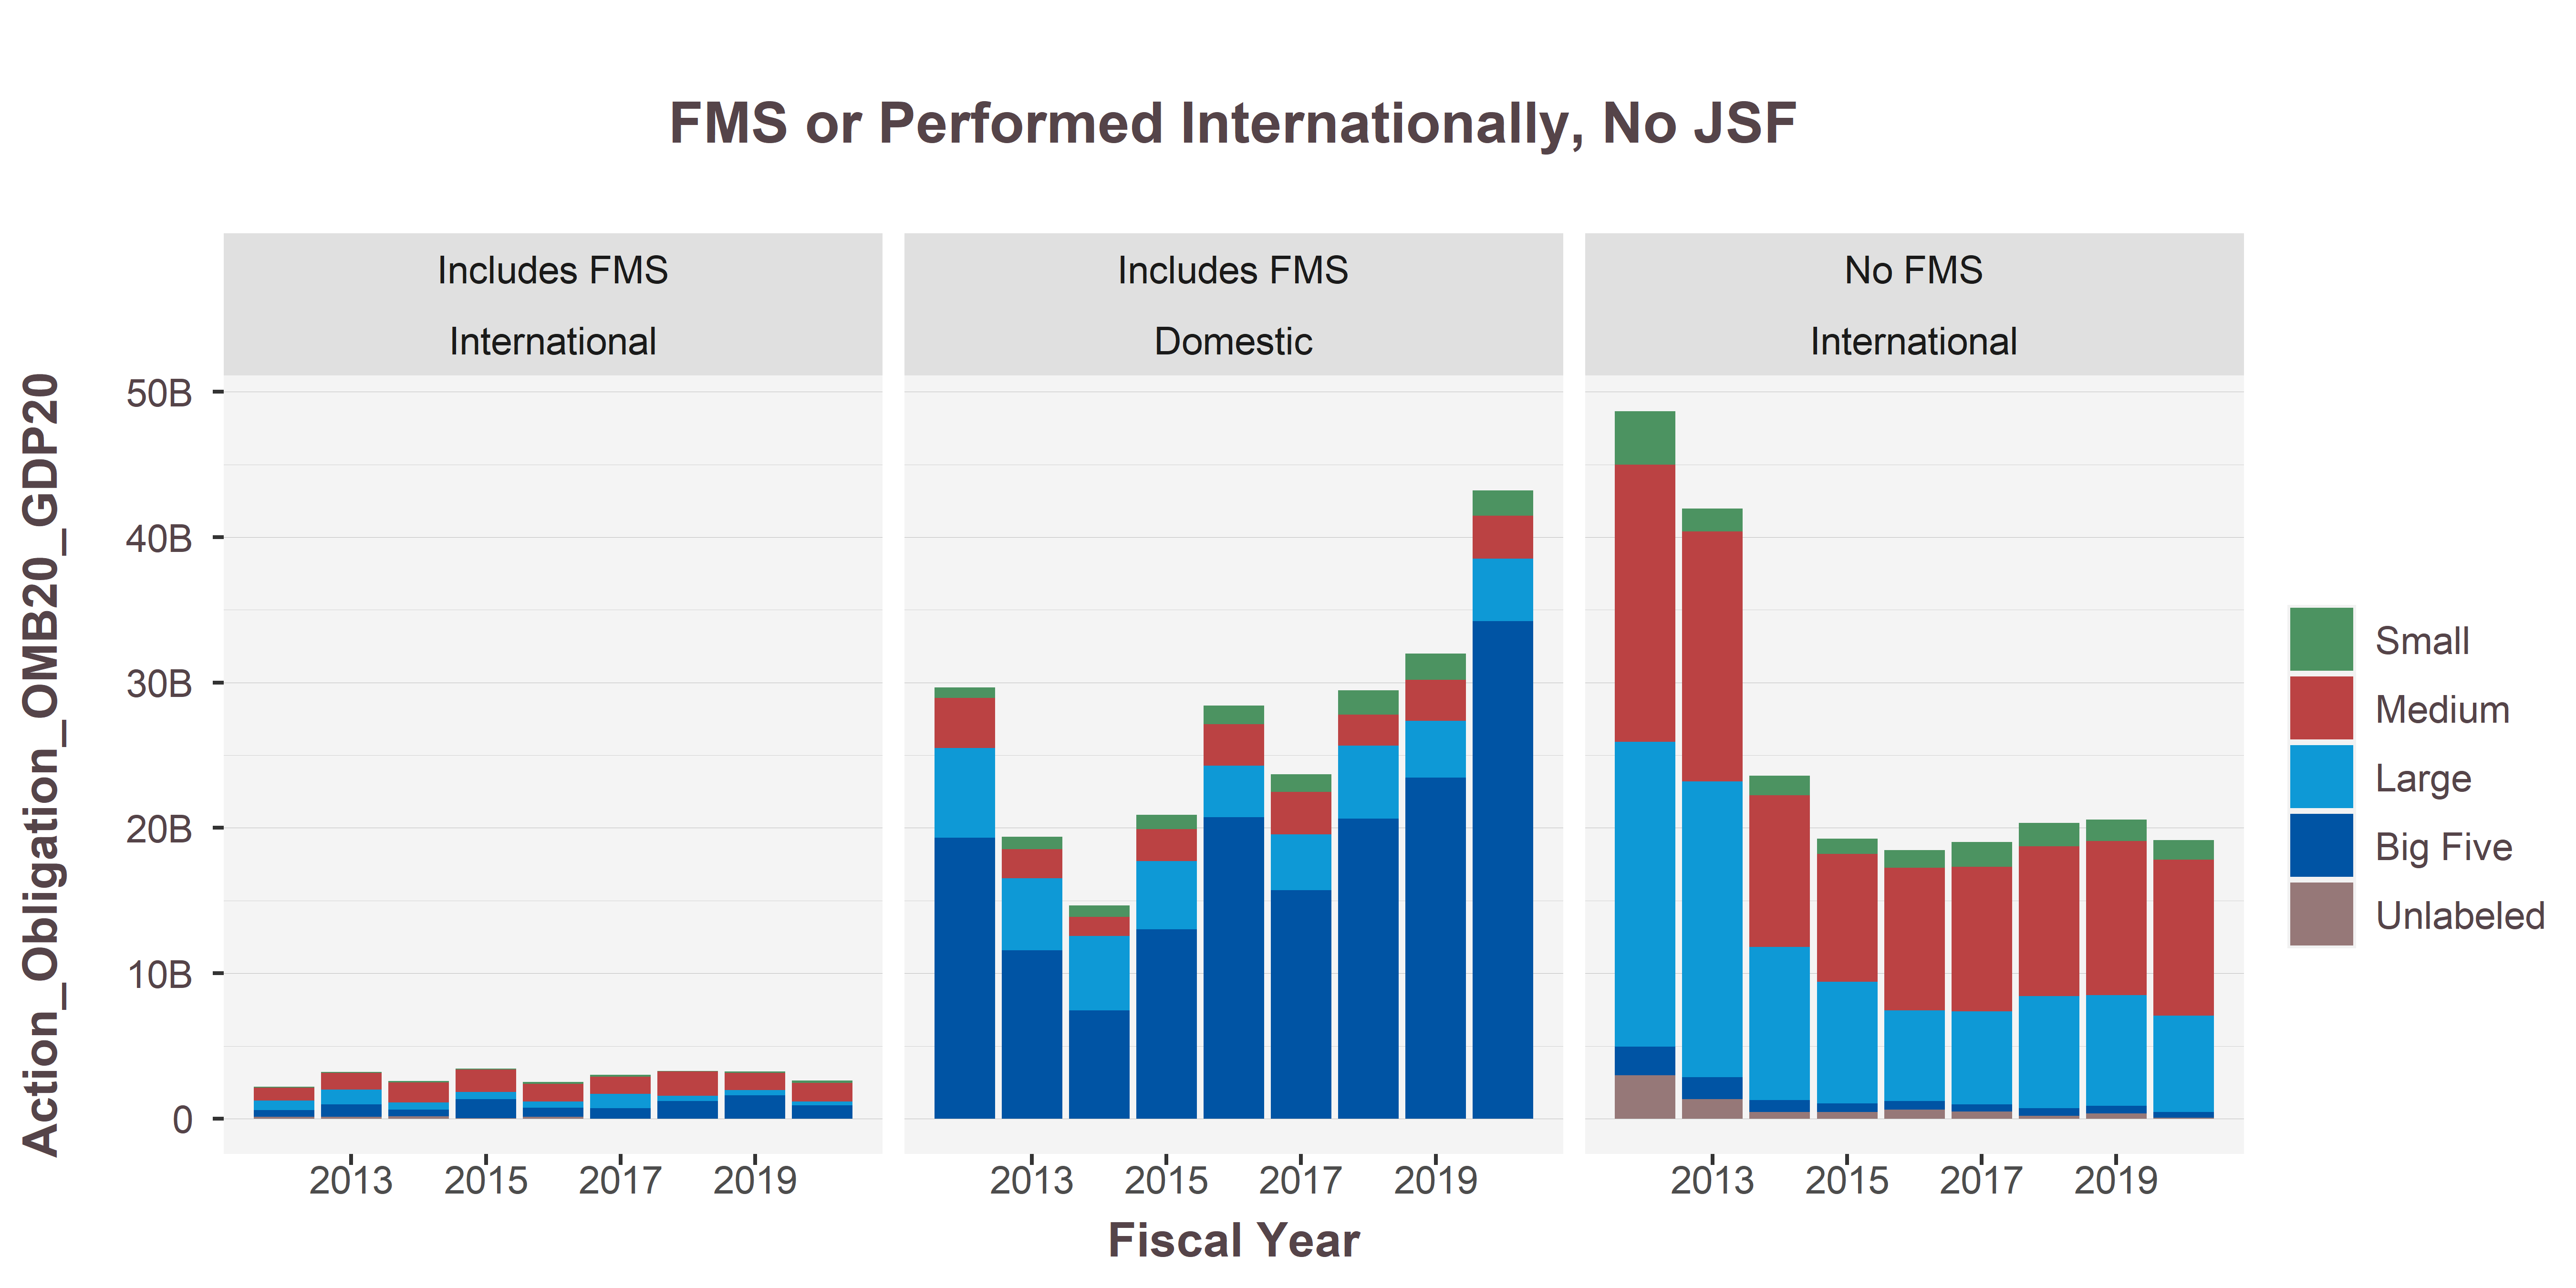 FMS or Performed Internationally, No JSF
Includes FMS
International
Includes FMS
Domestic
No FMS
International
Action_Obligation_OMB20_GDP20
50B
40B
30B
20B
10B
0
2013 2015 2017 2019
2013 2015 2017 2019
2013 2015 2017 2019
Fiscal Year
Small
Medium
Large
Big Five
Unlabeled